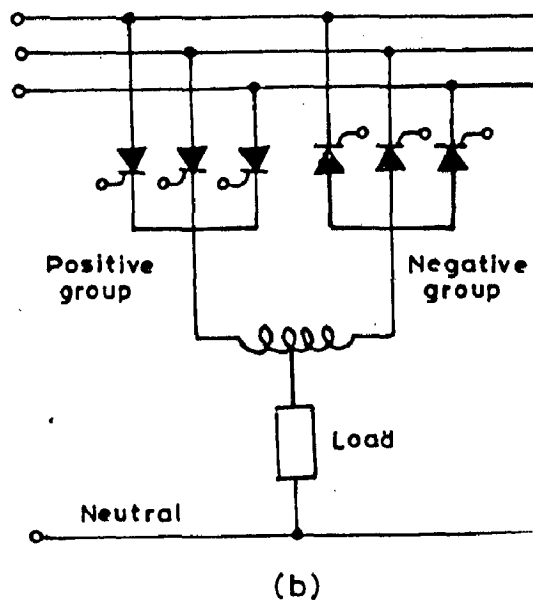 Positive
group
Negative
group
Load
Neutral
(b)